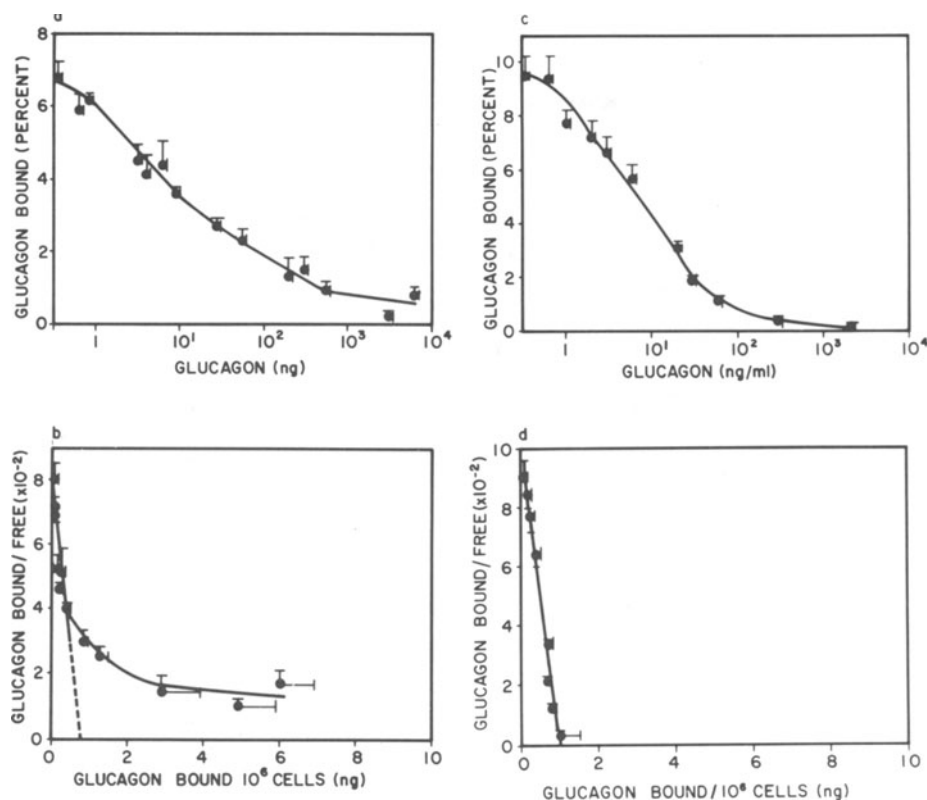 a
GLUCAGON BOUND (PERCENT)
8
6
4
2
0
1 10¹ 10² 10³ 10⁴
GLUCAGON (ng)
c
GLUCAGON BOUND (PERCENT)
10
8
6
4
2
0
1 10¹ 10² 10³ 10⁴
GLUCAGON (ng/ml)
b
GLUCAGON BOUND/FREE(x10⁻²)
8
6
4
2
0
0 2 4 6 8 10
GLUCAGON BOUND 10⁶ CELLS (ng)
d
GLUCAGON BOUND/FREE(x10⁻²)
10
8
6
4
2
0
0 2 4 6 8 10
GLUCAGON BOUND/10⁶ CELLS (ng)